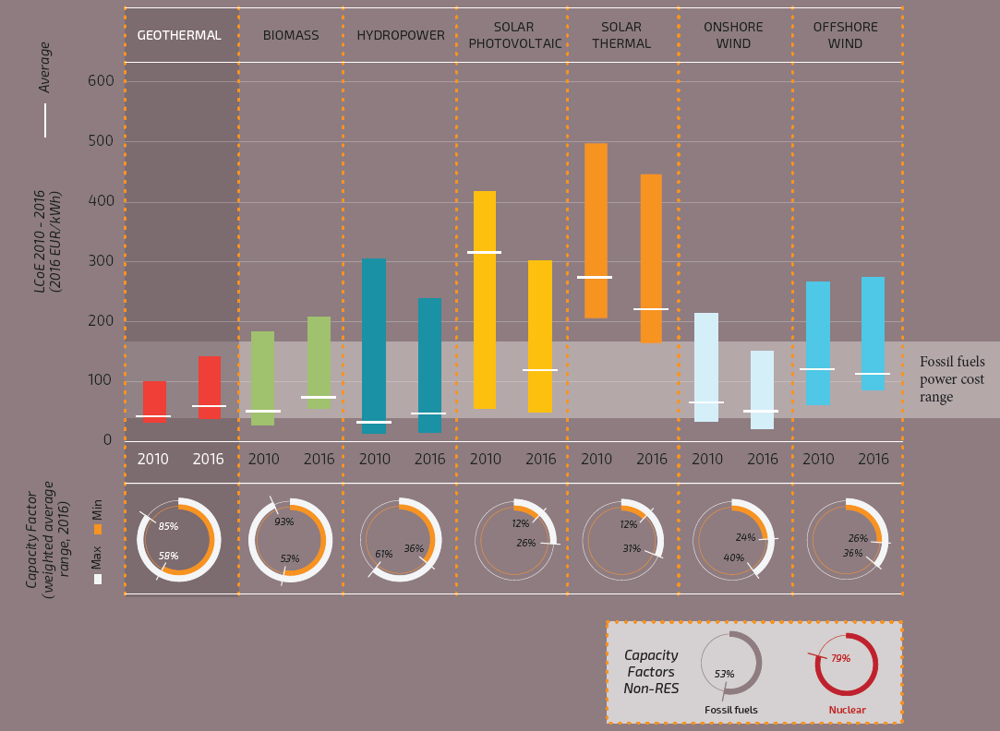 GEOTHERMAL
BIOMASS
HYDROPOWER
SOLAR
PHOTOVOLTAIC
SOLAR
THERMAL
ONSHORE
WIND
OFFSHORE
WIND
Average
LCoE 2010 - 2016
(2016 EUR/kWh)
600
500
400
300
200
100
0
Fossil fuels
power cost
range
2010 2016
2010 2016
2010 2016
2010 2016
2010 2016
2010 2016
2010 2016
Capacity Factor
(weighted average
range, 2016)
Max Min
85%
58%
93%
53%
61% 36%
12%
26%
12%
31%
24%
40%
26%
36%
Capacity
Factors
Non-RES
53%
Fossil fuels
79%
Nuclear